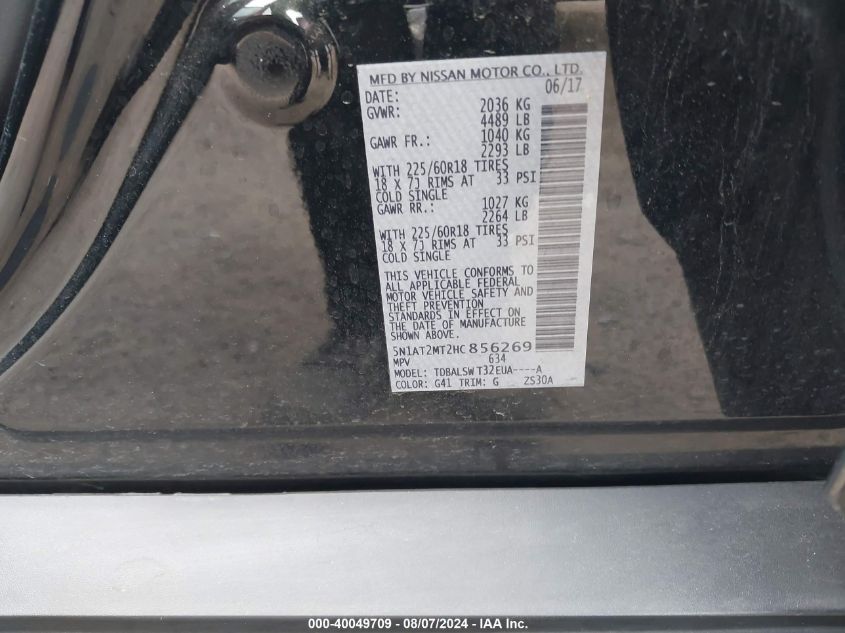 MFD BY NISSAN MOTOR CO., LTD.
DATE: 06/17
GVWR: 2036 KG
4489 LB
GAWR FR.: 1040 KG
2293 LB
WITH 225/60R18 TIRES
18 X 7J RIMS AT 33 PSI
COLD SINGLE
GAWR RR.: 1027 KG
2264 LB
WITH 225/60R18 TIRES
18 X 7J RIMS AT 33 PSI
COLD SINGLE
THIS VEHICLE CONFORMS TO
ALL APPLICABLE FEDERAL
MOTOR VEHICLE SAFETY AND
THEFT PREVENTION
STANDARDS IN EFFECT ON
THE DATE OF MANUFACTURE
SHOWN ABOVE.
5N1AT2MT2HC856269
MPV 634
MODEL: TDBALSW T32EUA----A
COLOR: G41 TRIM: G ZS30A
000-40049709 - 08/07/2024 - IAA Inc.